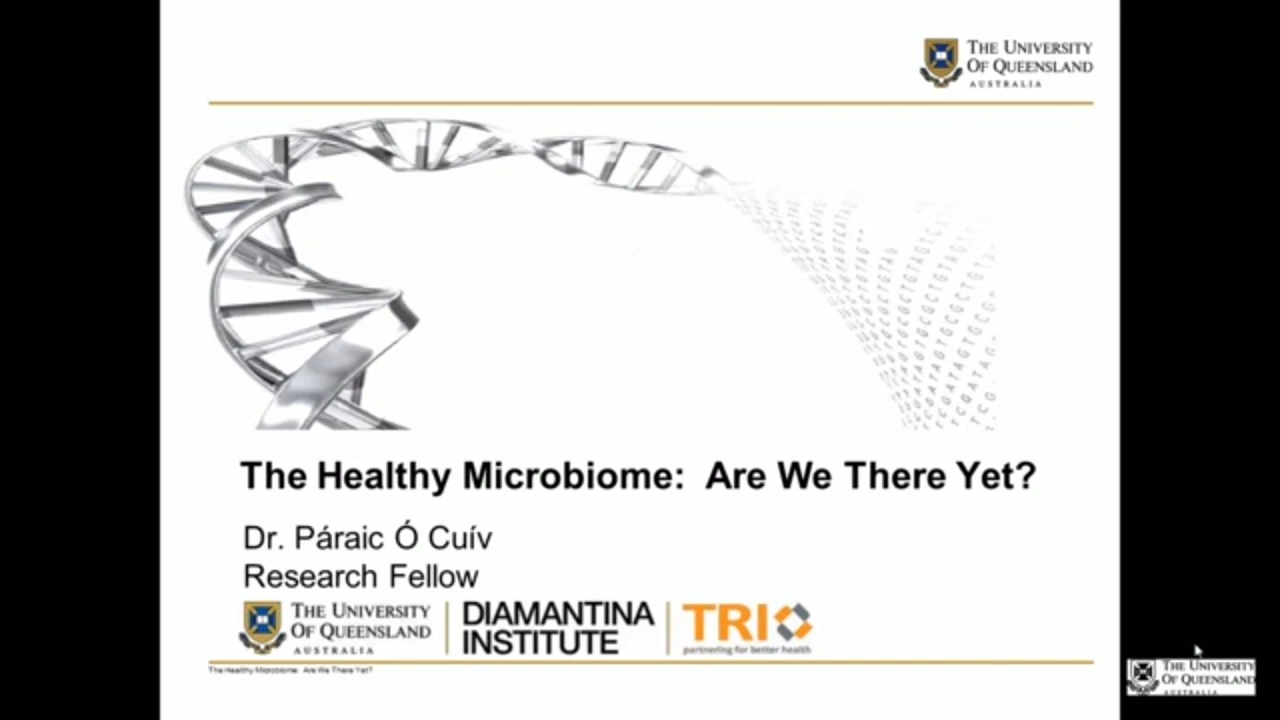 THE UNIVERSITY
OF QUEENSLAND
AUSTRALIA
The Healthy Microbiome: Are We There Yet?
Dr. Páraic Ó Cuív
Research Fellow
THE UNIVERSITY
OF QUEENSLAND
AUSTRALIA
DIAMANTINA
INSTITUTE
TRI
partnering for better health
The Healthy Microbiome: Are We There Yet?
THE UNIVERSITY
OF QUEENSLAND
AUSTRALIA